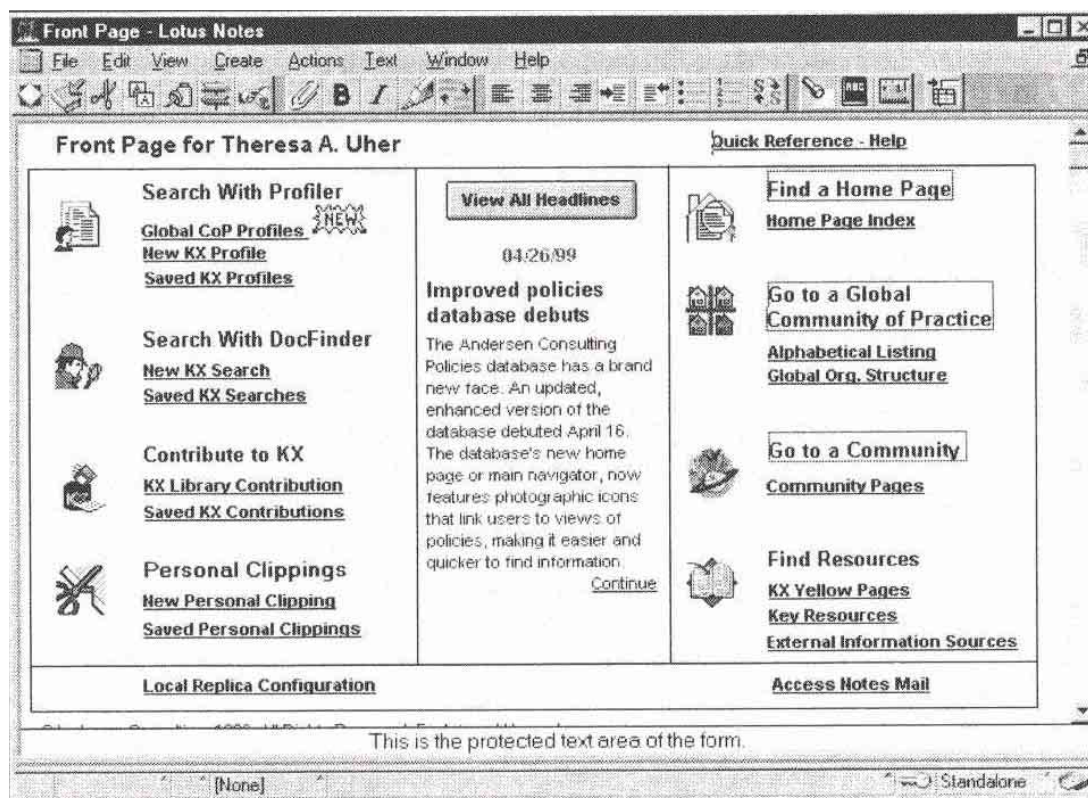 Front Page - Lotus Notes
File Edit View Create Actions Text Window Help
Front Page for Theresa A. Uher
Quick Reference - Help
Search With Profiler
Global CoP Profiles NEW
New KX Profile
Saved KX Profiles
Search With DocFinder
New KX Search
Saved KX Searches
Contribute to KX
KX Library Contribution
Saved KX Contributions
Personal Clippings
New Personal Clipping
Saved Personal Clippings
View All Headlines
04/26/99
Improved policies
database debuts
The Andersen Consulting
Policies database has a brand
new face. An updated,
enhanced version of the
database debuted April 16.
The database's new home
page or main navigator, now
features photographic icons
that link users to views of
policies, making it easier and
quicker to find information.
Continue
Find a Home Page
Home Page Index
Go to a Global
Community of Practice
Alphabetical Listing
Global Org. Structure
Go to a Community
Community Pages
Find Resources
KX Yellow Pages
Key Resources
External Information Sources
Local Replica Configuration
Access Notes Mail
This is the protected text area of the form.
[None]
Standalone